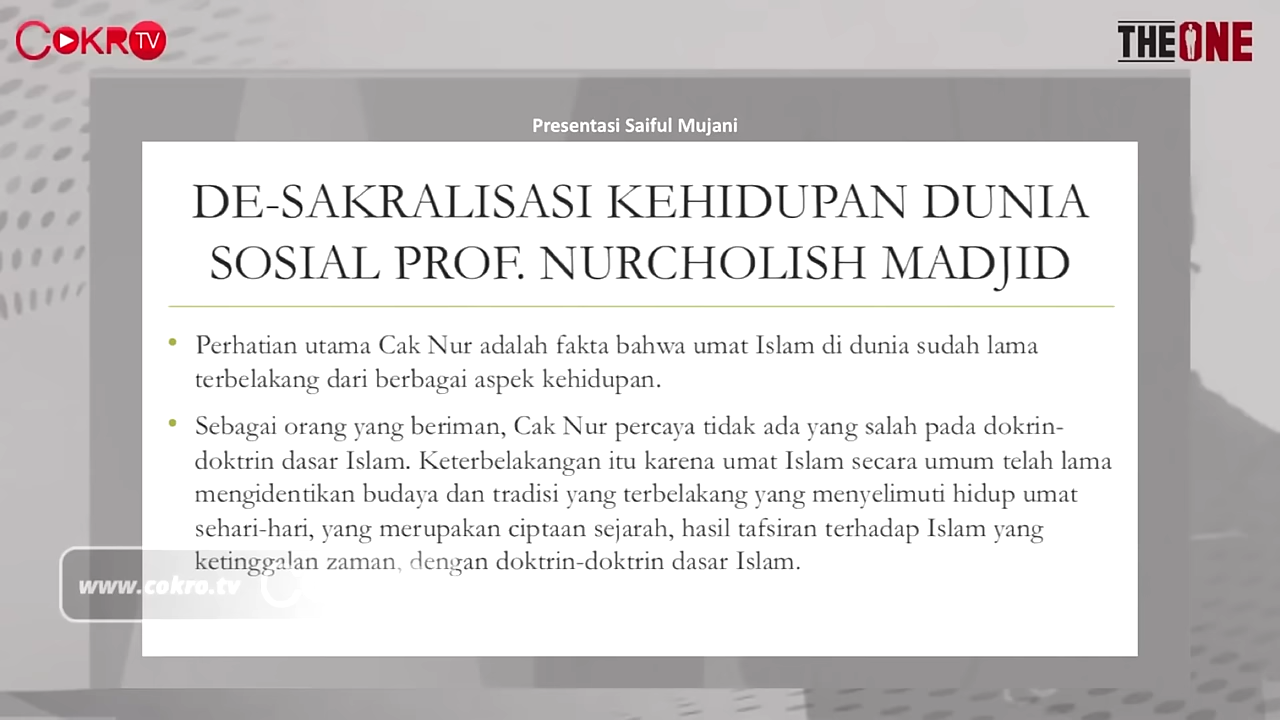 COKRO TV
THE ONE
Presentasi Saiful Mujani
DE-SAKRALISASI KEHIDUPAN DUNIA
SOSIAL PROF. NURCHOLISH MADJID
• Perhatian utama Cak Nur adalah fakta bahwa umat Islam di dunia sudah lama
terbelakang dari berbagai aspek kehidupan.
• Sebagai orang yang beriman, Cak Nur percaya tidak ada yang salah pada dokrin-
doktrin dasar Islam. Keterbelakangan itu karena umat Islam secara umum telah lama
mengidentikan budaya dan tradisi yang terbelakang yang menyelimuti hidup umat
sehari-hari, yang merupakan ciptaan sejarah, hasil tafsiran terhadap Islam yang
ketinggalan zaman, dengan doktrin-doktrin dasar Islam.
www.cokro.tv